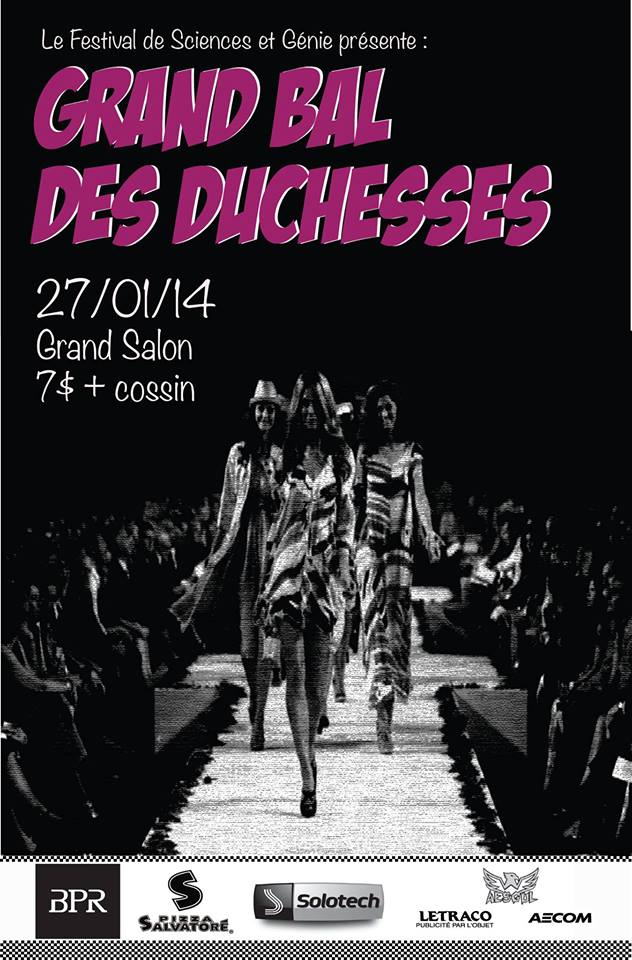 Le Festival de Sciences et Génie présente :
GRAND BAL
DES DUCHESSES
27/01/14
Grand Salon
7$ + cossin
BPR
PIZZA
SALVATORÉ
Solotech
AESGUL
LETRACO
PUBLICITÉ PAR L'OBJET
AECOM